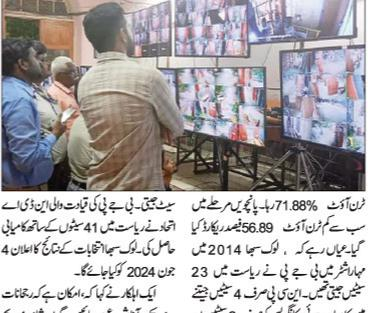 ٹرن آؤٹ %71.88 رہا۔ پانچویں مرحلے میں
سب سے کم ٹرن آؤٹ 56.89 فیصد ریکارڈ کیا
گیا۔ عیاں رہے کہ، لوک سبھا 2014 میں
مہاراشٹر میں بی جے پی نے ریاست میں 23
سیٹیں جیتی تھیں۔ این سی پی صرف 4 سیٹیں جیتنے
سیٹ جیتی۔ بی جے پی کی قیادت والی این ڈی اے
اتحاد نے ریاست میں 41 سیٹوں کے ساتھ کامیابی
حاصل کی۔ لوک سبھا انتخابات کے نتائج کا اعلان 4
جون 2024 کو کیا جائے گا۔
ایک اہلکار نے کہا کہ، امکان ہے کہ رجحانات